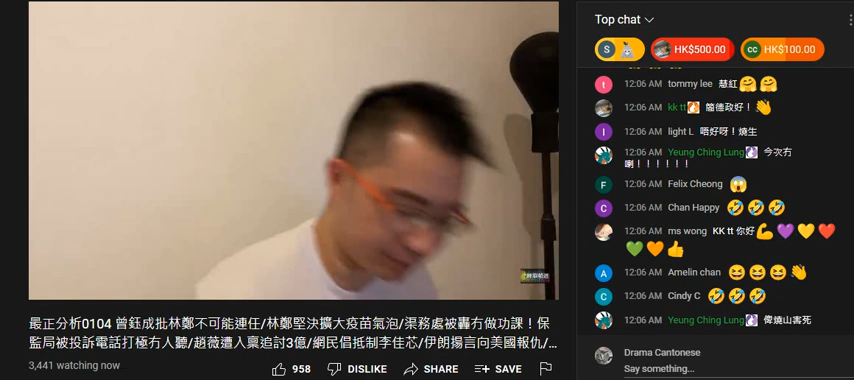 Top chat
S
HK$500.00
cc HK$100.00
t 12:06 AM tommy lee 慧紅
12:06 AM kk tt 簡德政好！
l 12:06 AM light L 唔好呀！燒生
12:06 AM Yeung Ching Lung 今次冇
喇！！！！！！
F 12:06 AM Felix Cheong
C 12:06 AM Chan Happy
12:06 AM ms wong KK tt 你好
A 12:06 AM Amelin chan
C 12:06 AM Cindy C
12:06 AM Yeung Ching Lung 俾燒山害死
Drama Cantonese
Say something...
最正分析0104 曾鈺成批林鄭不可能連任/林鄭堅決擴大疫苗氣泡/渠務處被轟冇做功課！保
監局被投訴電話打極冇人聽/趙薇遭入稟追討3億/網民倡抵制李佳芯/伊朗揚言向美國報仇/...
3,441 watching now
958
DISLIKE
SHARE
SAVE